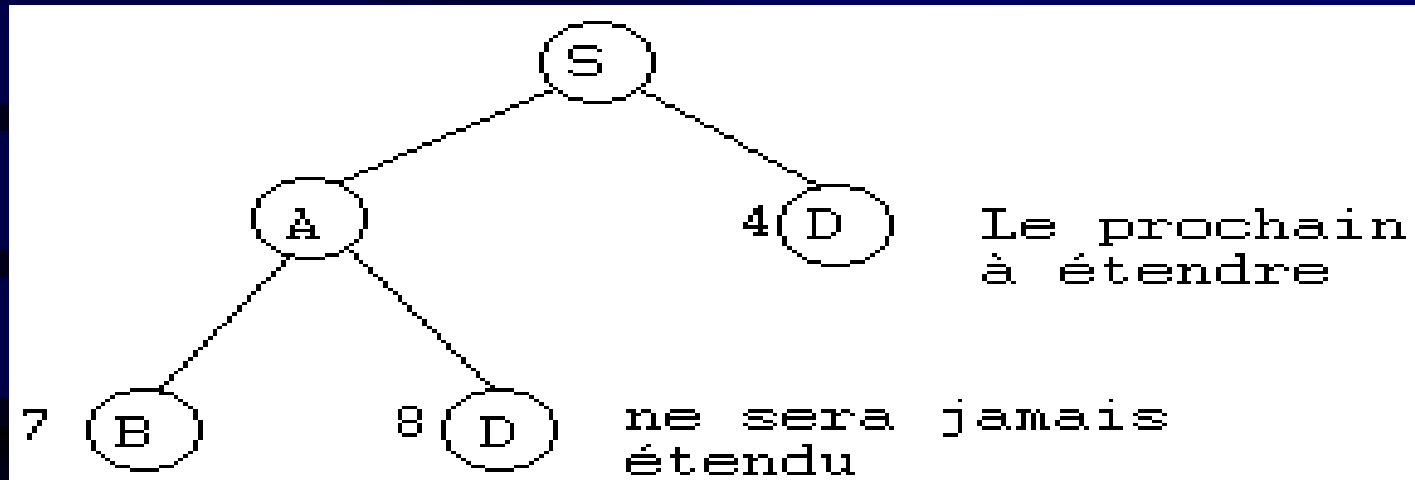 S
A
4 D Le prochain
à étendre
7 B 8 D ne sera jamais
étendu